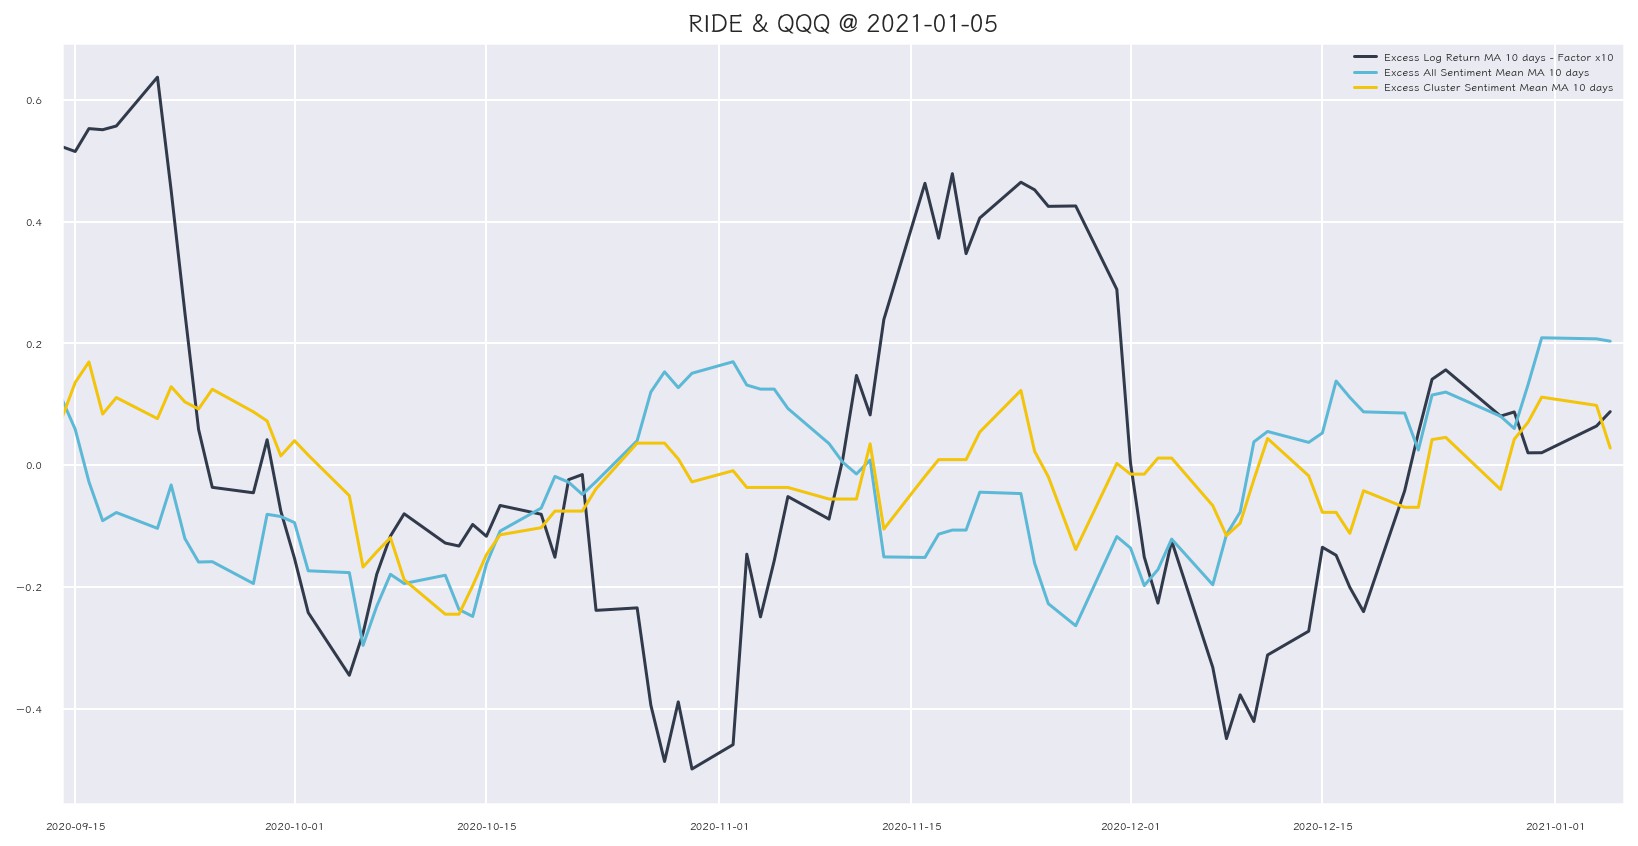 RIDE & QQQ @ 2021-01-05
Excess Log Return MA 10 days - Factor x10
Excess All Sentiment Mean MA 10 days
Excess Cluster Sentiment Mean MA 10 days
0.6
0.4
0.2
0.0
−0.2
−0.4
2020-09-15 2020-10-01 2020-10-15 2020-11-01 2020-11-15 2020-12-01 2020-12-15 2021-01-01